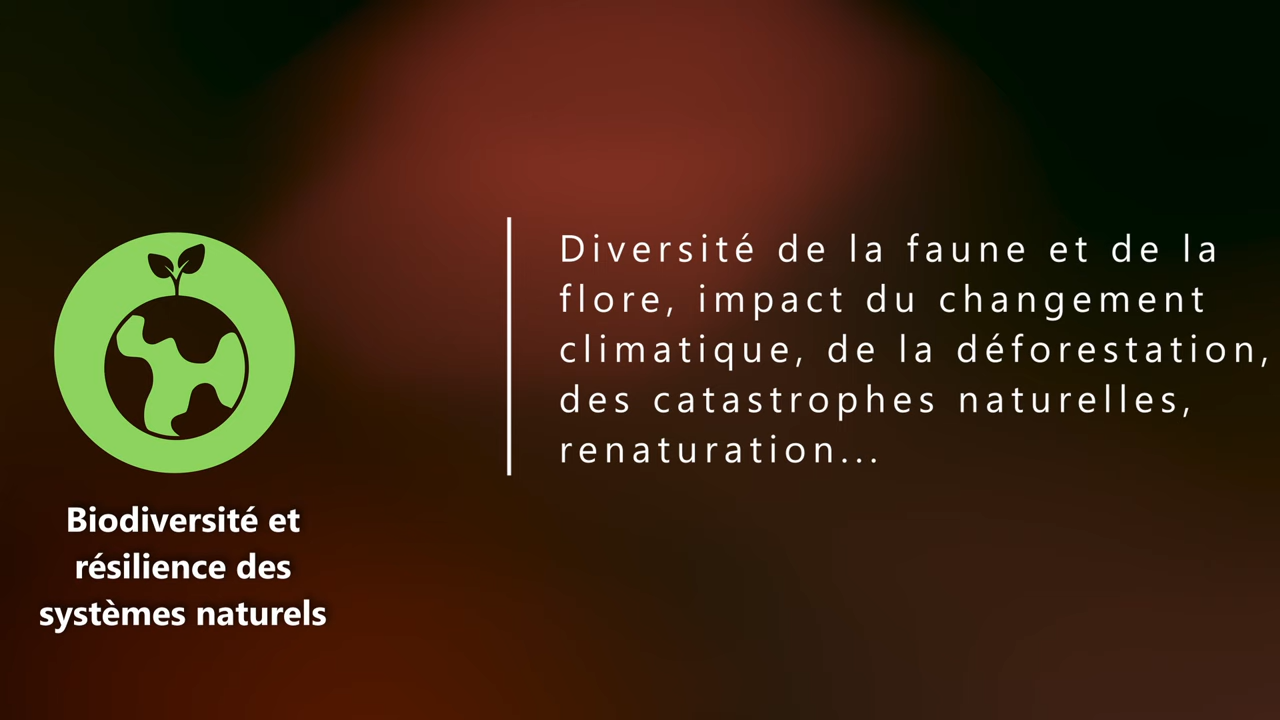 Biodiversité et
résilience des
systèmes naturels
Diversité de la faune et de la
flore, impact du changement
climatique, de la déforestation,
des catastrophes naturelles,
renaturation...